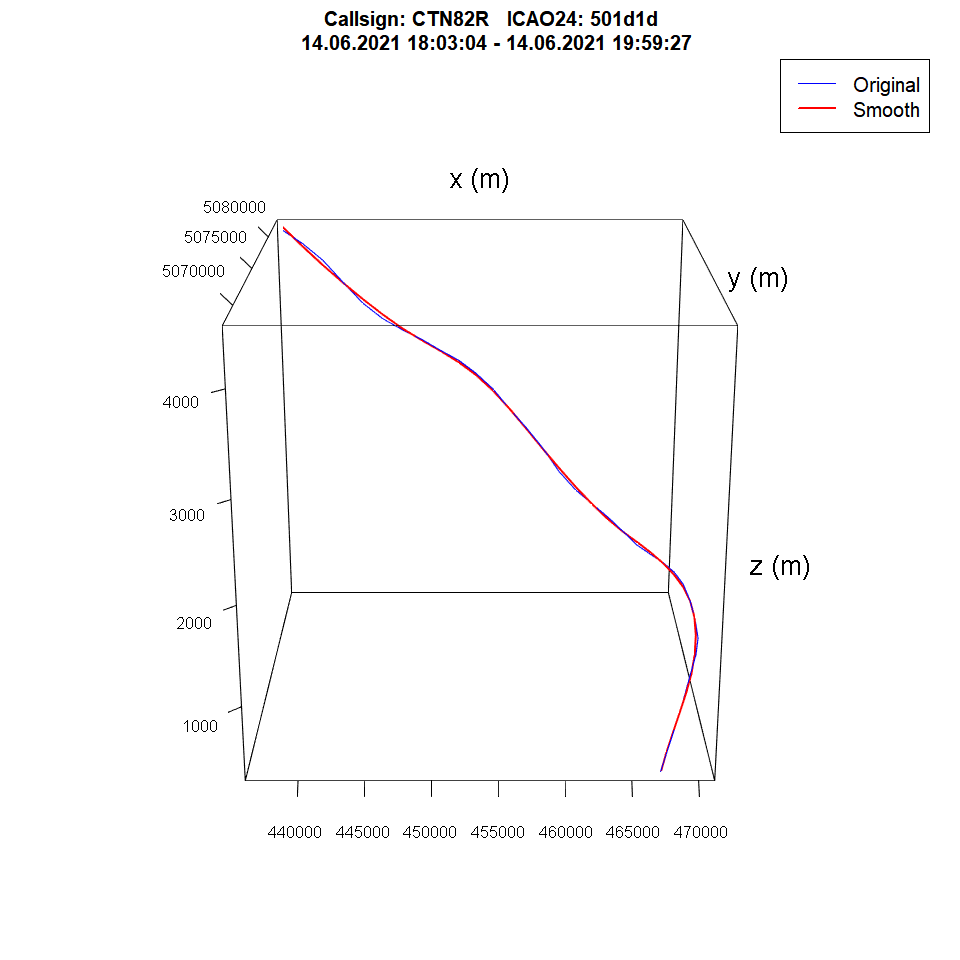 Callsign: CTN82R   ICAO24: 501d1d
14.06.2021 18:03:04 - 14.06.2021 19:59:27
Original
Smooth
x (m)
5080000
5075000
5070000
y (m)
4000
3000
2000
1000
z (m)
440000 445000 450000 455000 460000 465000 470000